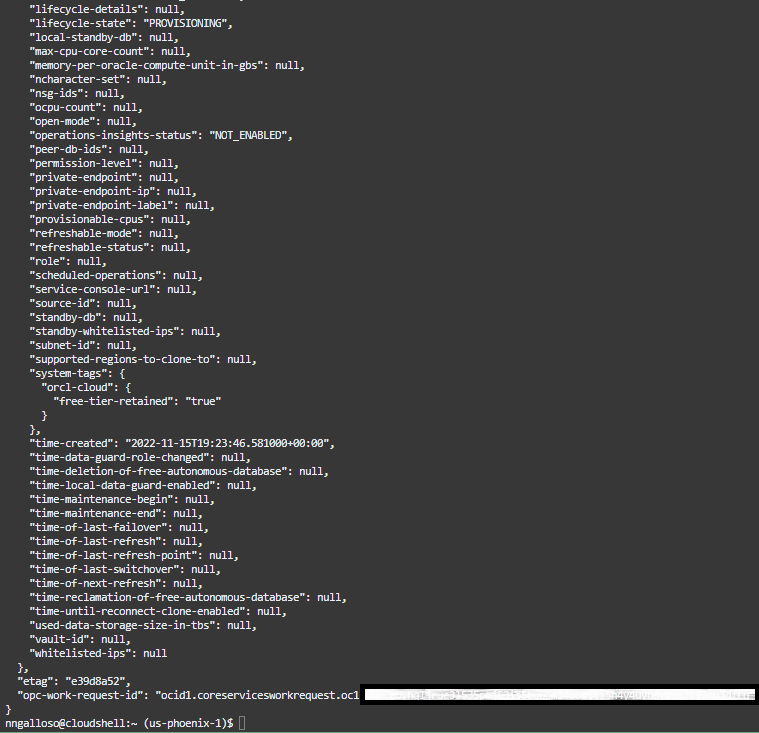 "lifecycle-details": null,
"lifecycle-state": "PROVISIONING",
"local-standby-db": null,
"max-cpu-core-count": null,
"memory-per-oracle-compute-unit-in-gbs": null,
"ncharacter-set": null,
"nsg-ids": null,
"ocpu-count": null,
"open-mode": null,
"operations-insights-status": "NOT_ENABLED",
"peer-db-ids": null,
"permission-level": null,
"private-endpoint": null,
"private-endpoint-ip": null,
"private-endpoint-label": null,
"provisionable-cpus": null,
"refreshable-mode": null,
"refreshable-status": null,
"role": null,
"scheduled-operations": null,
"service-console-url": null,
"source-id": null,
"standby-db": null,
"standby-whitelisted-ips": null,
"subnet-id": null,
"supported-regions-to-clone-to": null,
"system-tags": {
"orcl-cloud": {
"free-tier-retained": "true"
}
},
"time-created": "2022-11-15T19:23:46.581000+00:00",
"time-data-guard-role-changed": null,
"time-deletion-of-free-autonomous-database": null,
"time-local-data-guard-enabled": null,
"time-maintenance-begin": null,
"time-maintenance-end": null,
"time-of-last-failover": null,
"time-of-last-refresh": null,
"time-of-last-refresh-point": null,
"time-of-last-switchover": null,
"time-of-next-refresh": null,
"time-reclamation-of-free-autonomous-database": null,
"time-until-reconnect-clone-enabled": null,
"used-data-storage-size-in-tbs": null,
"vault-id": null,
"whitelisted-ips": null
},
"etag": "e39d8a52",
"opc-work-request-id": "ocid1.coreservicesworkrequest.oc1
}
nngalloso@cloudshell:~ (us-phoenix-1)$